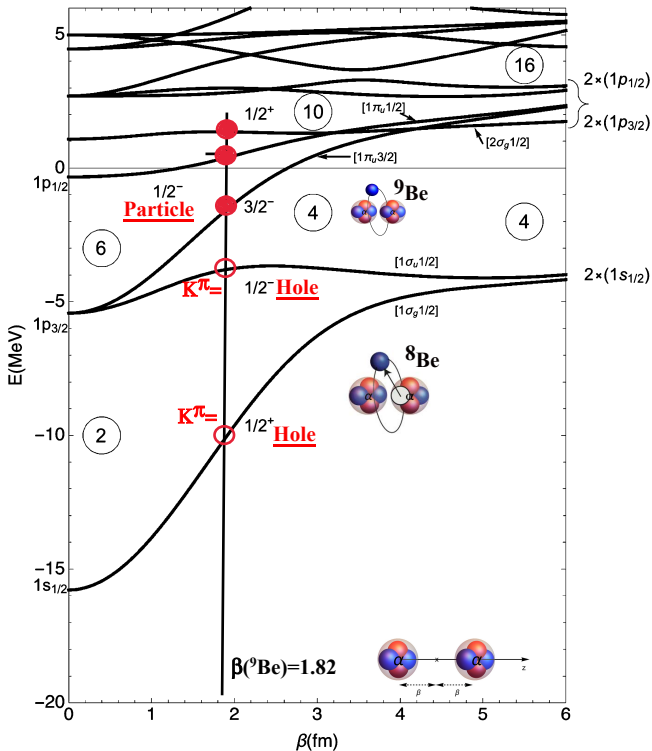 5
16
2×(1p1/2)
1/2+
10
[1πu1/2]
2×(1p3/2)
[2σg1/2]
[1πu3/2]
0
1p1/2
1/2−
9Be
Particle
3/2−
α α
4
4
6
[1σu1/2]
2×(1s1/2)
Kπ=
1/2− Hole
−5
[1σg1/2]
1p3/2
E(MeV)
8Be
α α
Kπ=
1/2+ Hole
2
−10
−15
1s1/2
α α
x z
β β
β(9Be)=1.82
−20
0 1 2 3 4 5 6
β(fm)